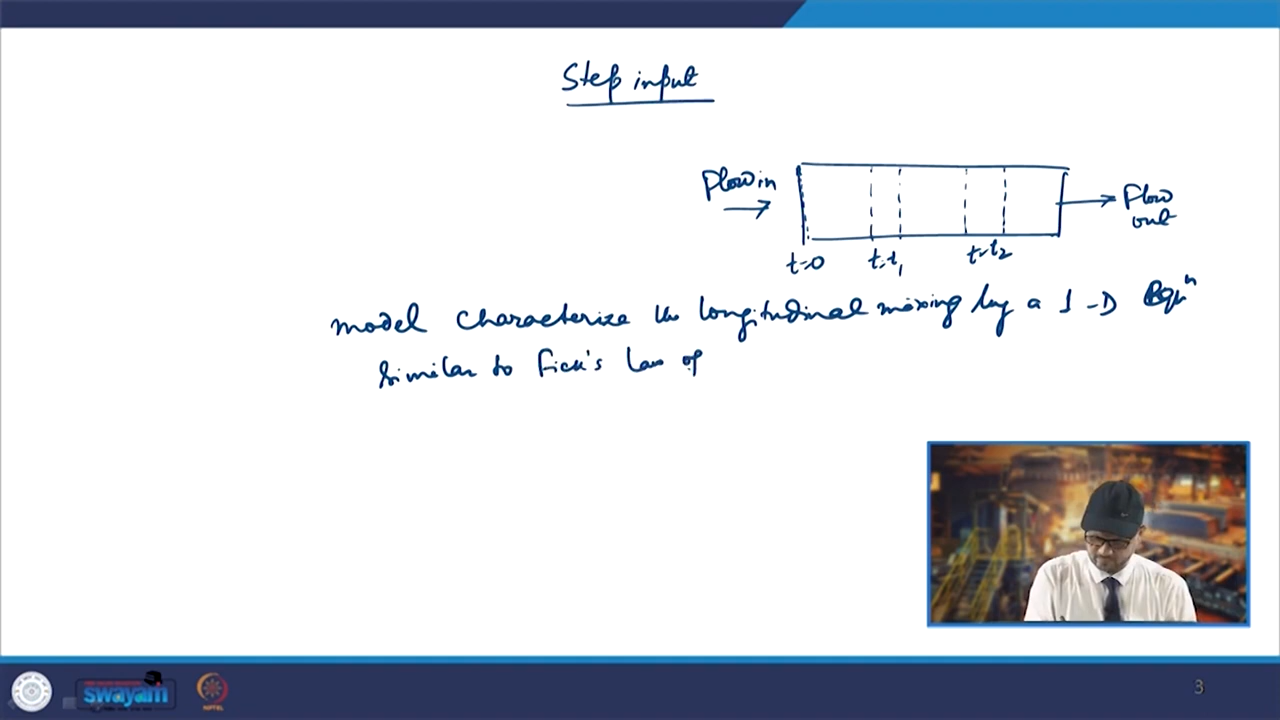 Step input
Flow in
Flow
out
t=0
t=t1
t=t2
model characterize the longitudinal mixing by a 1-D Equⁿ
Similar to Fick's law of
3
swayam